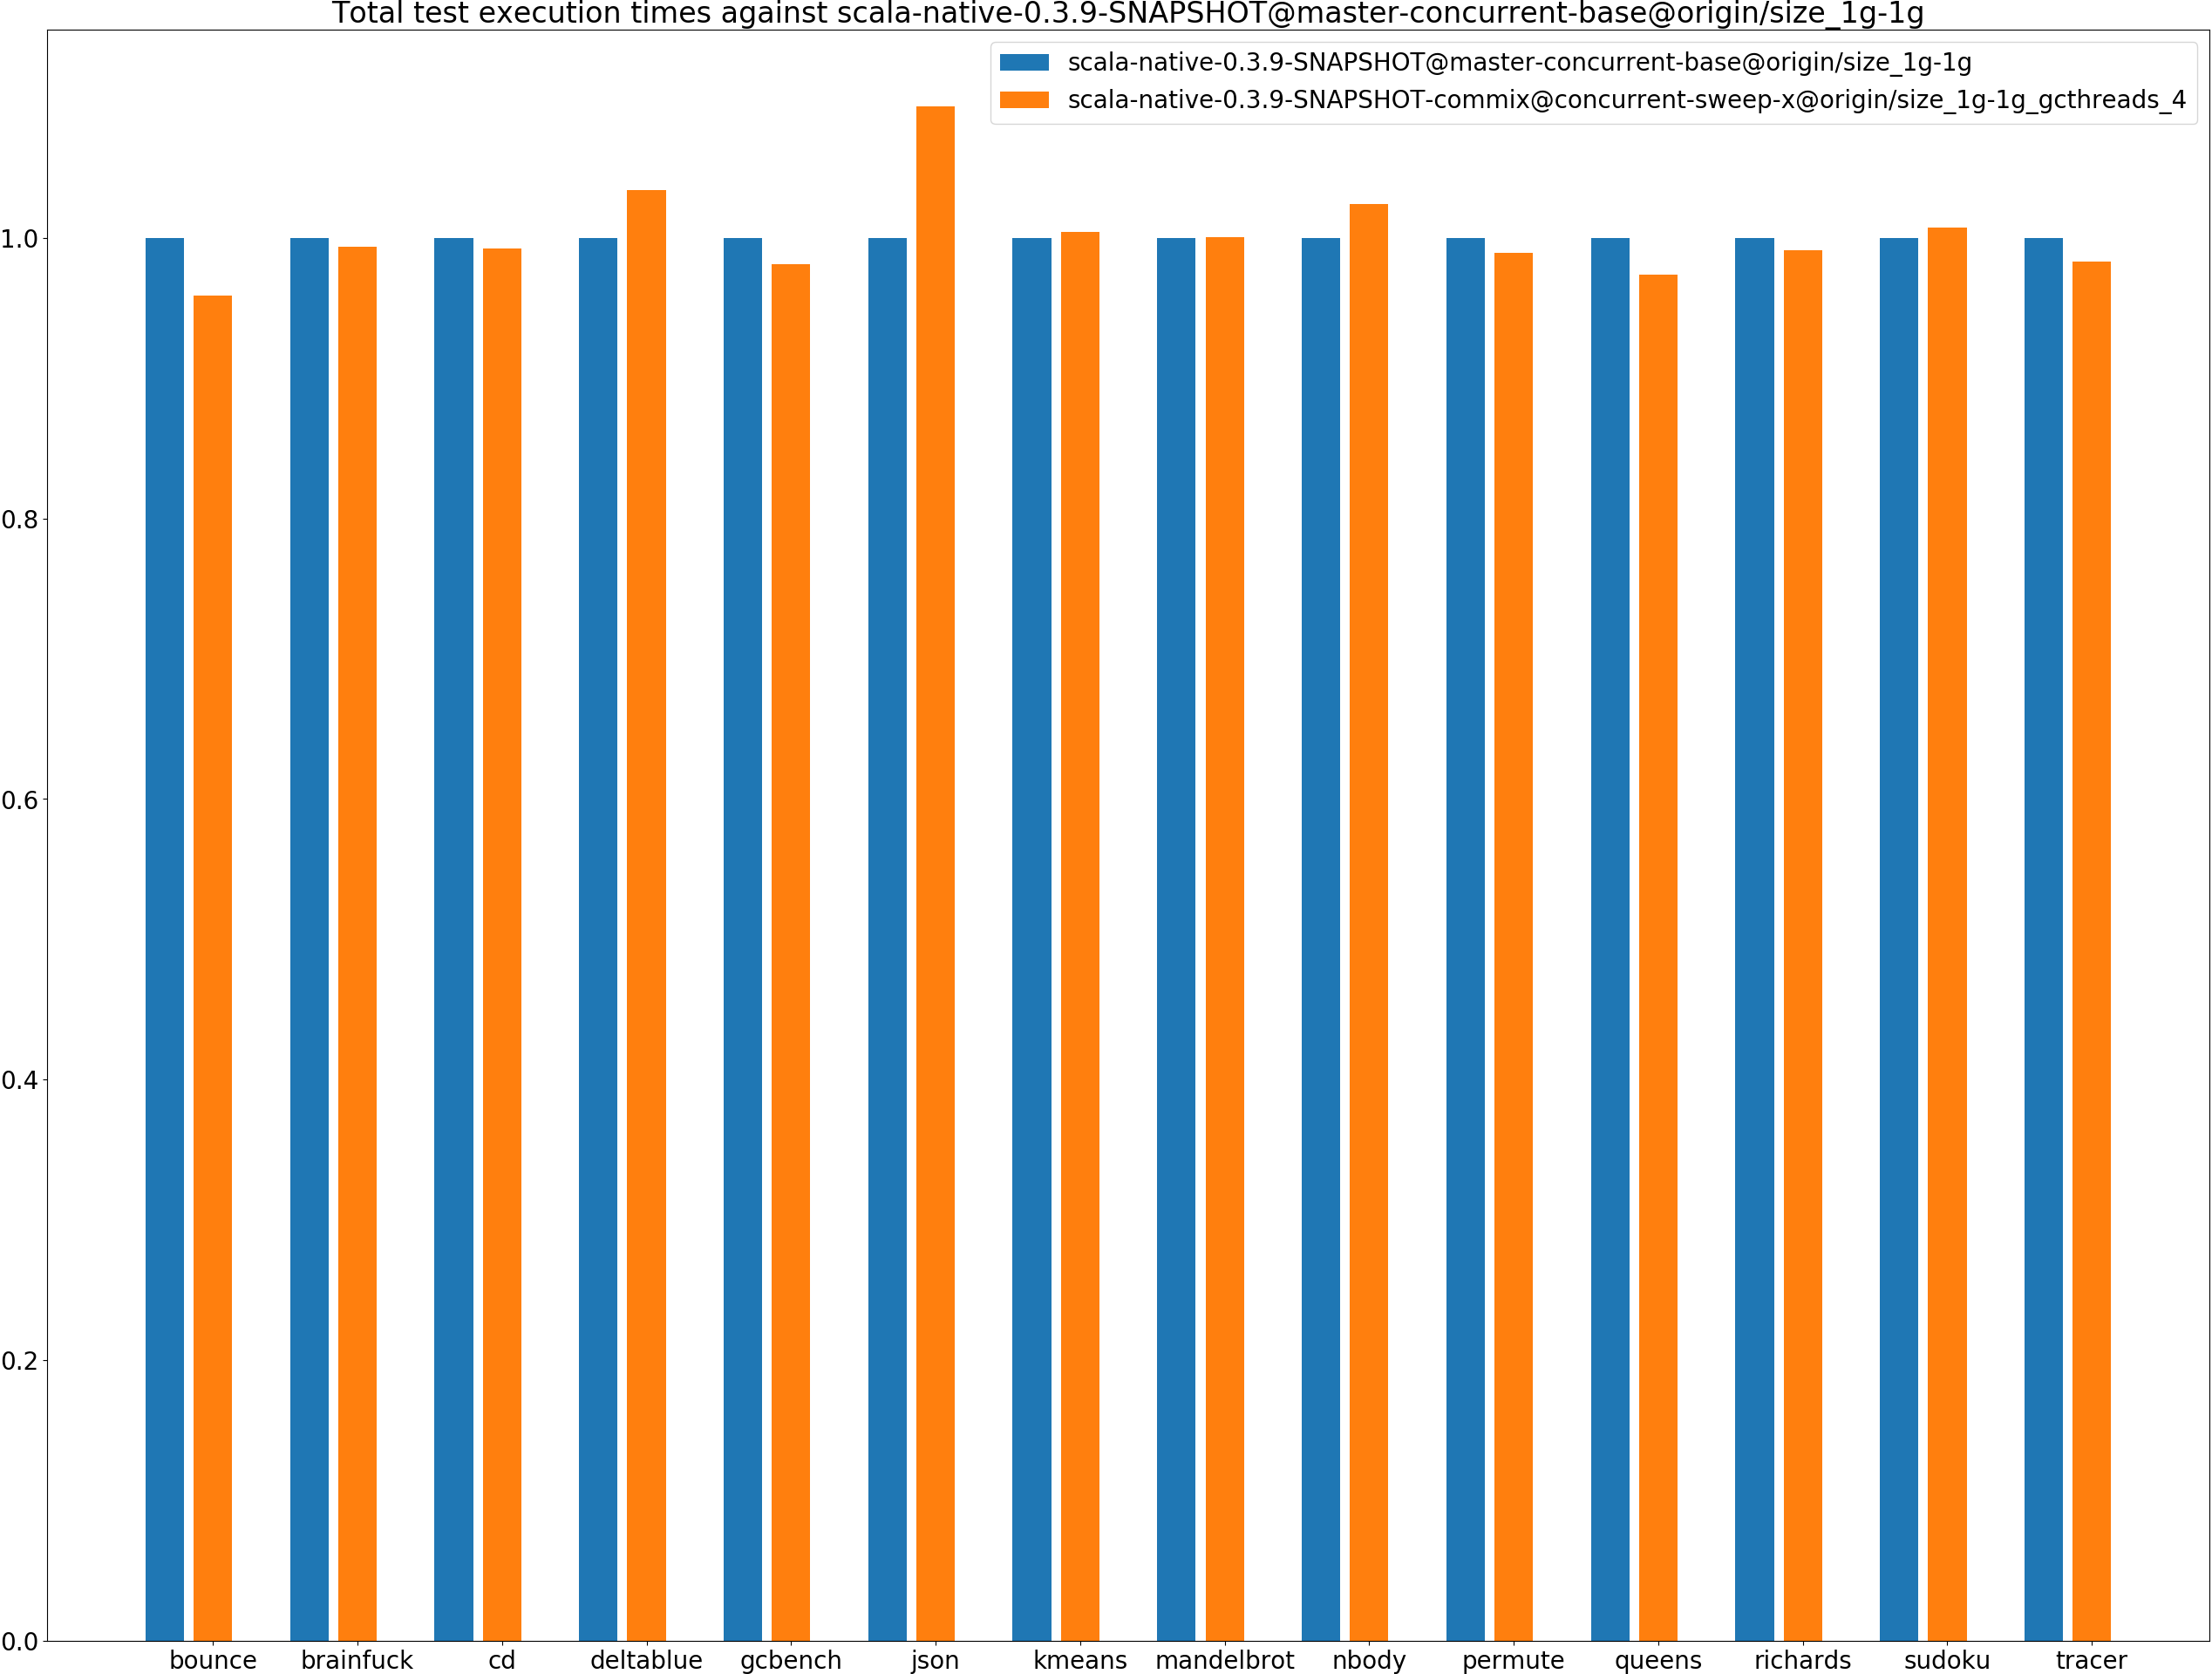 Total test execution times against scala-native-0.3.9-SNAPSHOT@master-concurrent-base@origin/size_1g-1g
scala-native-0.3.9-SNAPSHOT@master-concurrent-base@origin/size_1g-1g
scala-native-0.3.9-SNAPSHOT-commix@concurrent-sweep-x@origin/size_1g-1g_gcthreads_4
1.0
0.8
0.6
0.4
0.2
0.0
bounce brainfuck cd deltablue gcbench json kmeans mandelbrot nbody permute queens richards sudoku tracer